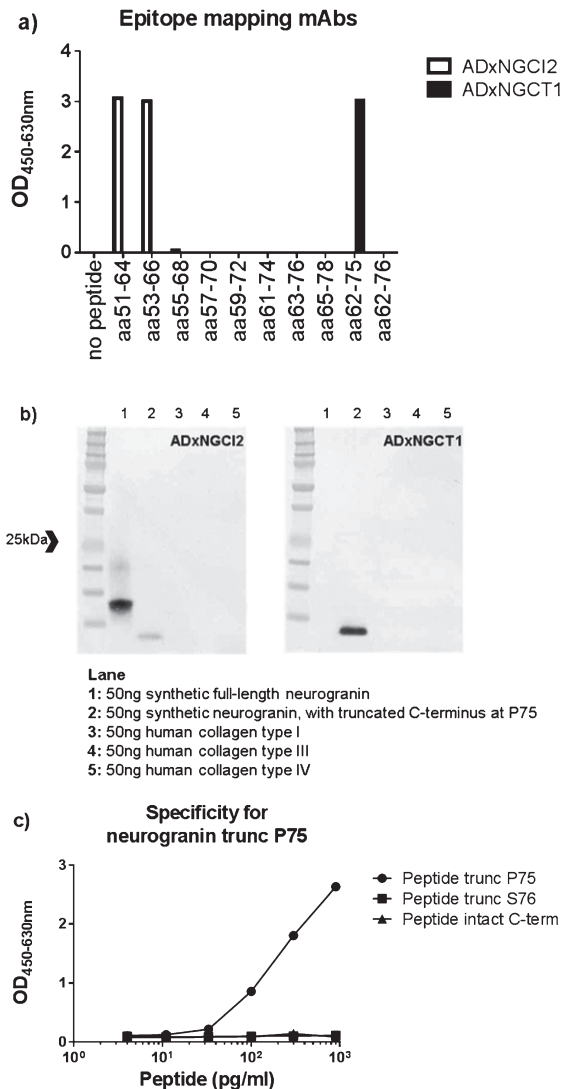 a)
Epitope mapping mAbs
ADxNGCI2
ADxNGCT1
OD450-630nm
4
3
2
1
0
no peptide
aa51-64
aa53-66
aa55-68
aa57-70
aa59-72
aa61-74
aa63-76
aa65-78
aa62-75
aa62-76
b)
1 2 3 4 5
ADxNGCI2
1 2 3 4 5
ADxNGCT1
25kDa
Lane
1: 50ng synthetic full-length neurogranin
2: 50ng synthetic neurogranin, with truncated C-terminus at P75
3: 50ng human collagen type I
4: 50ng human collagen type III
5: 50ng human collagen type IV
c)
Specificity for
neurogranin trunc P75
Peptide trunc P75
Peptide trunc S76
Peptide intact C-term
OD450-630nm
3
2
1
0
10⁰ 10¹ 10² 10³
Peptide (pg/ml)